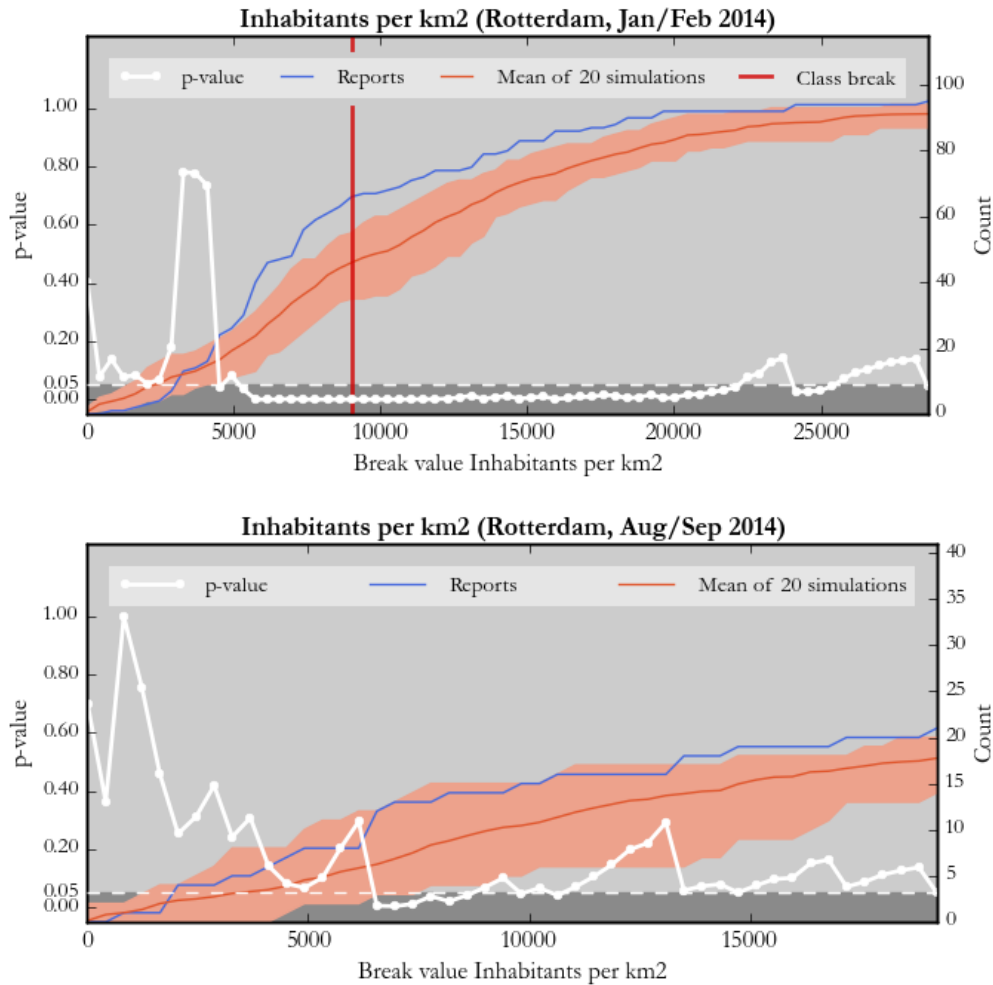 Inhabitants per km2 (Rotterdam, Jan/Feb 2014)
p-value Reports Mean of 20 simulations Class break
1.00 0.80 0.60 0.40 0.20 0.05 0.00
p-value
100 80 60 40 20 0
Count
0 5000 10000 15000 20000 25000
Break value Inhabitants per km2
Inhabitants per km2 (Rotterdam, Aug/Sep 2014)
p-value Reports Mean of 20 simulations
1.00 0.80 0.60 0.40 0.20 0.05 0.00
p-value
40 35 30 25 20 15 10 5 0
Count
0 5000 10000 15000
Break value Inhabitants per km2